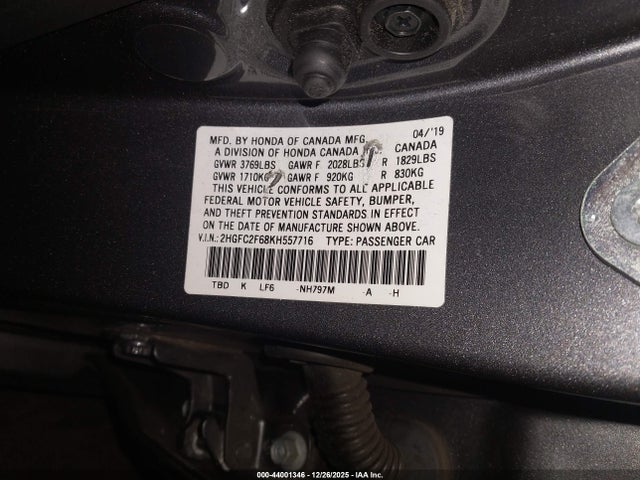 04/'19
MFD. BY HONDA OF CANADA MFG.
A DIVISION OF HONDA CANADA CANADA
GVWR 3769LBS GAWR F 2028LBS R 1829LBS
GVWR 1710KG GAWR F 920KG R 830KG
THIS VEHICLE CONFORMS TO ALL APPLICABLE
FEDERAL MOTOR VEHICLE SAFETY, BUMPER,
AND THEFT PREVENTION STANDARDS IN EFFECT
ON THE DATE OF MANUFACTURE SHOWN ABOVE.
V.I.N.: 2HGFC2F68KH557716 TYPE: PASSENGER CAR
TBD K LF6 -NH797M -A -H
000-44001346 | 12/26/2025 | © IAA Inc.